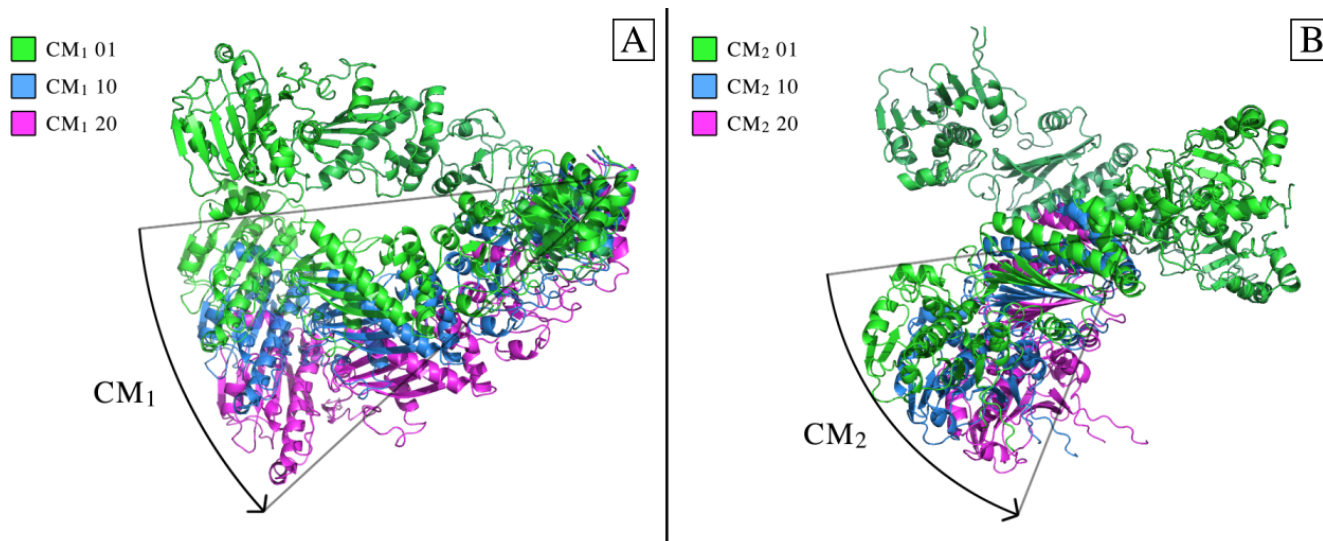 A
CM₁ 01
CM₁ 10
CM₁ 20
CM₁
B
CM₂ 01
CM₂ 10
CM₂ 20
CM₂